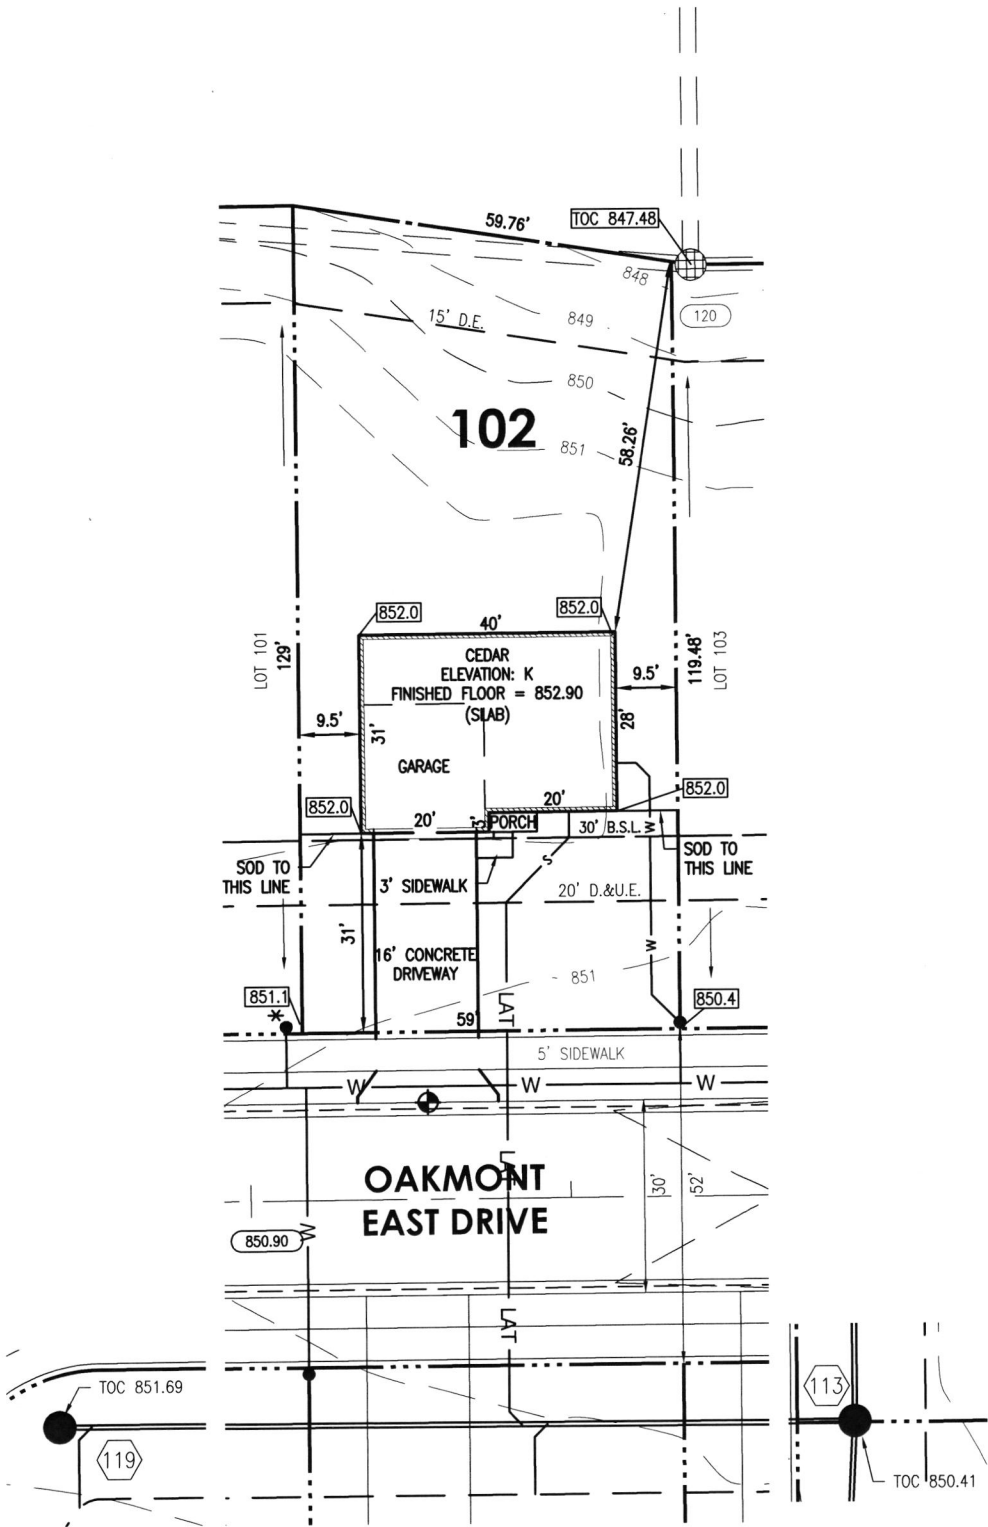 59.76'
TOC 847.48
848
120
15' D.E.
849
850
102
851
58.26'
LOT 101
129'
852.0
852.0
40'
CEDAR
ELEVATION: K
FINISHED FLOOR = 852.90
(SLAB)
9.5'
119.48'
LOT 103
9.5'
31'
28'
GARAGE
852.0
20'
3'
20'
PORCH
30' B.S.L.
W
852.0
SOD TO
THIS LINE
SOD TO
THIS LINE
3' SIDEWALK
S
20' D.&U.E.
31'
16' CONCRETE
DRIVEWAY
W
851
851.1
59'
LAT
850.4
5' SIDEWALK
W
W
W
OAKMONT
EAST DRIVE
LAT
30'
52'
W
850.90
LAT
TOC 851.69
119
113
TOC 850.41